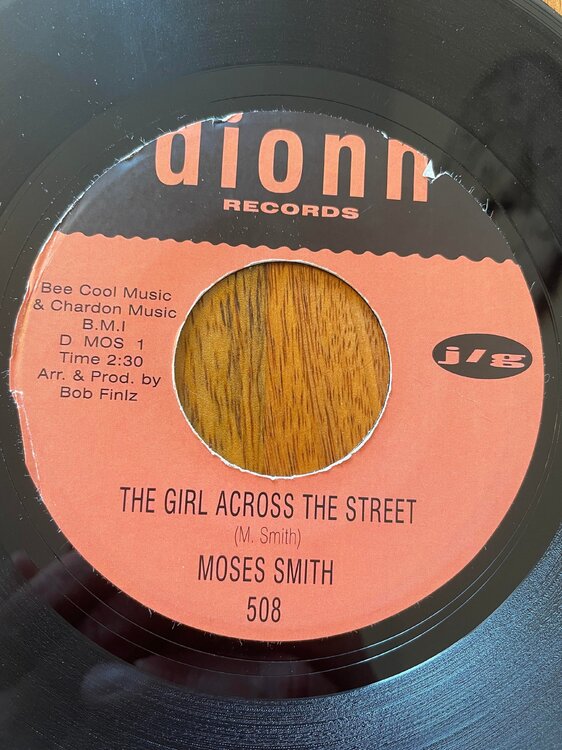 dionn
RECORDS
Bee Cool Music
& Chardon Music
B.M.I
D MOS 1
Time 2:30
Arr. & Prod. by
Bob Finlz
j/g
THE GIRL ACROSS THE STREET
(M. Smith)
MOSES SMITH
508